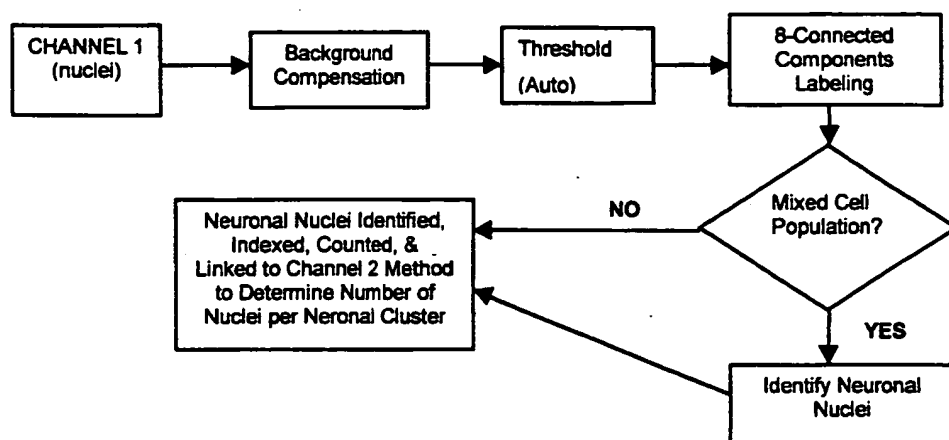 CHANNEL 1
(nuclei)
Background
Compensation
Threshold
(Auto)
8-Connected
Components
Labeling
Mixed Cell
Population?
NO
YES
Neuronal Nuclei Identified,
Indexed, Counted, &
Linked to Channel 2 Method
to Determine Number of
Nuclei per Neronal Cluster
Identify Neuronal
Nuclei